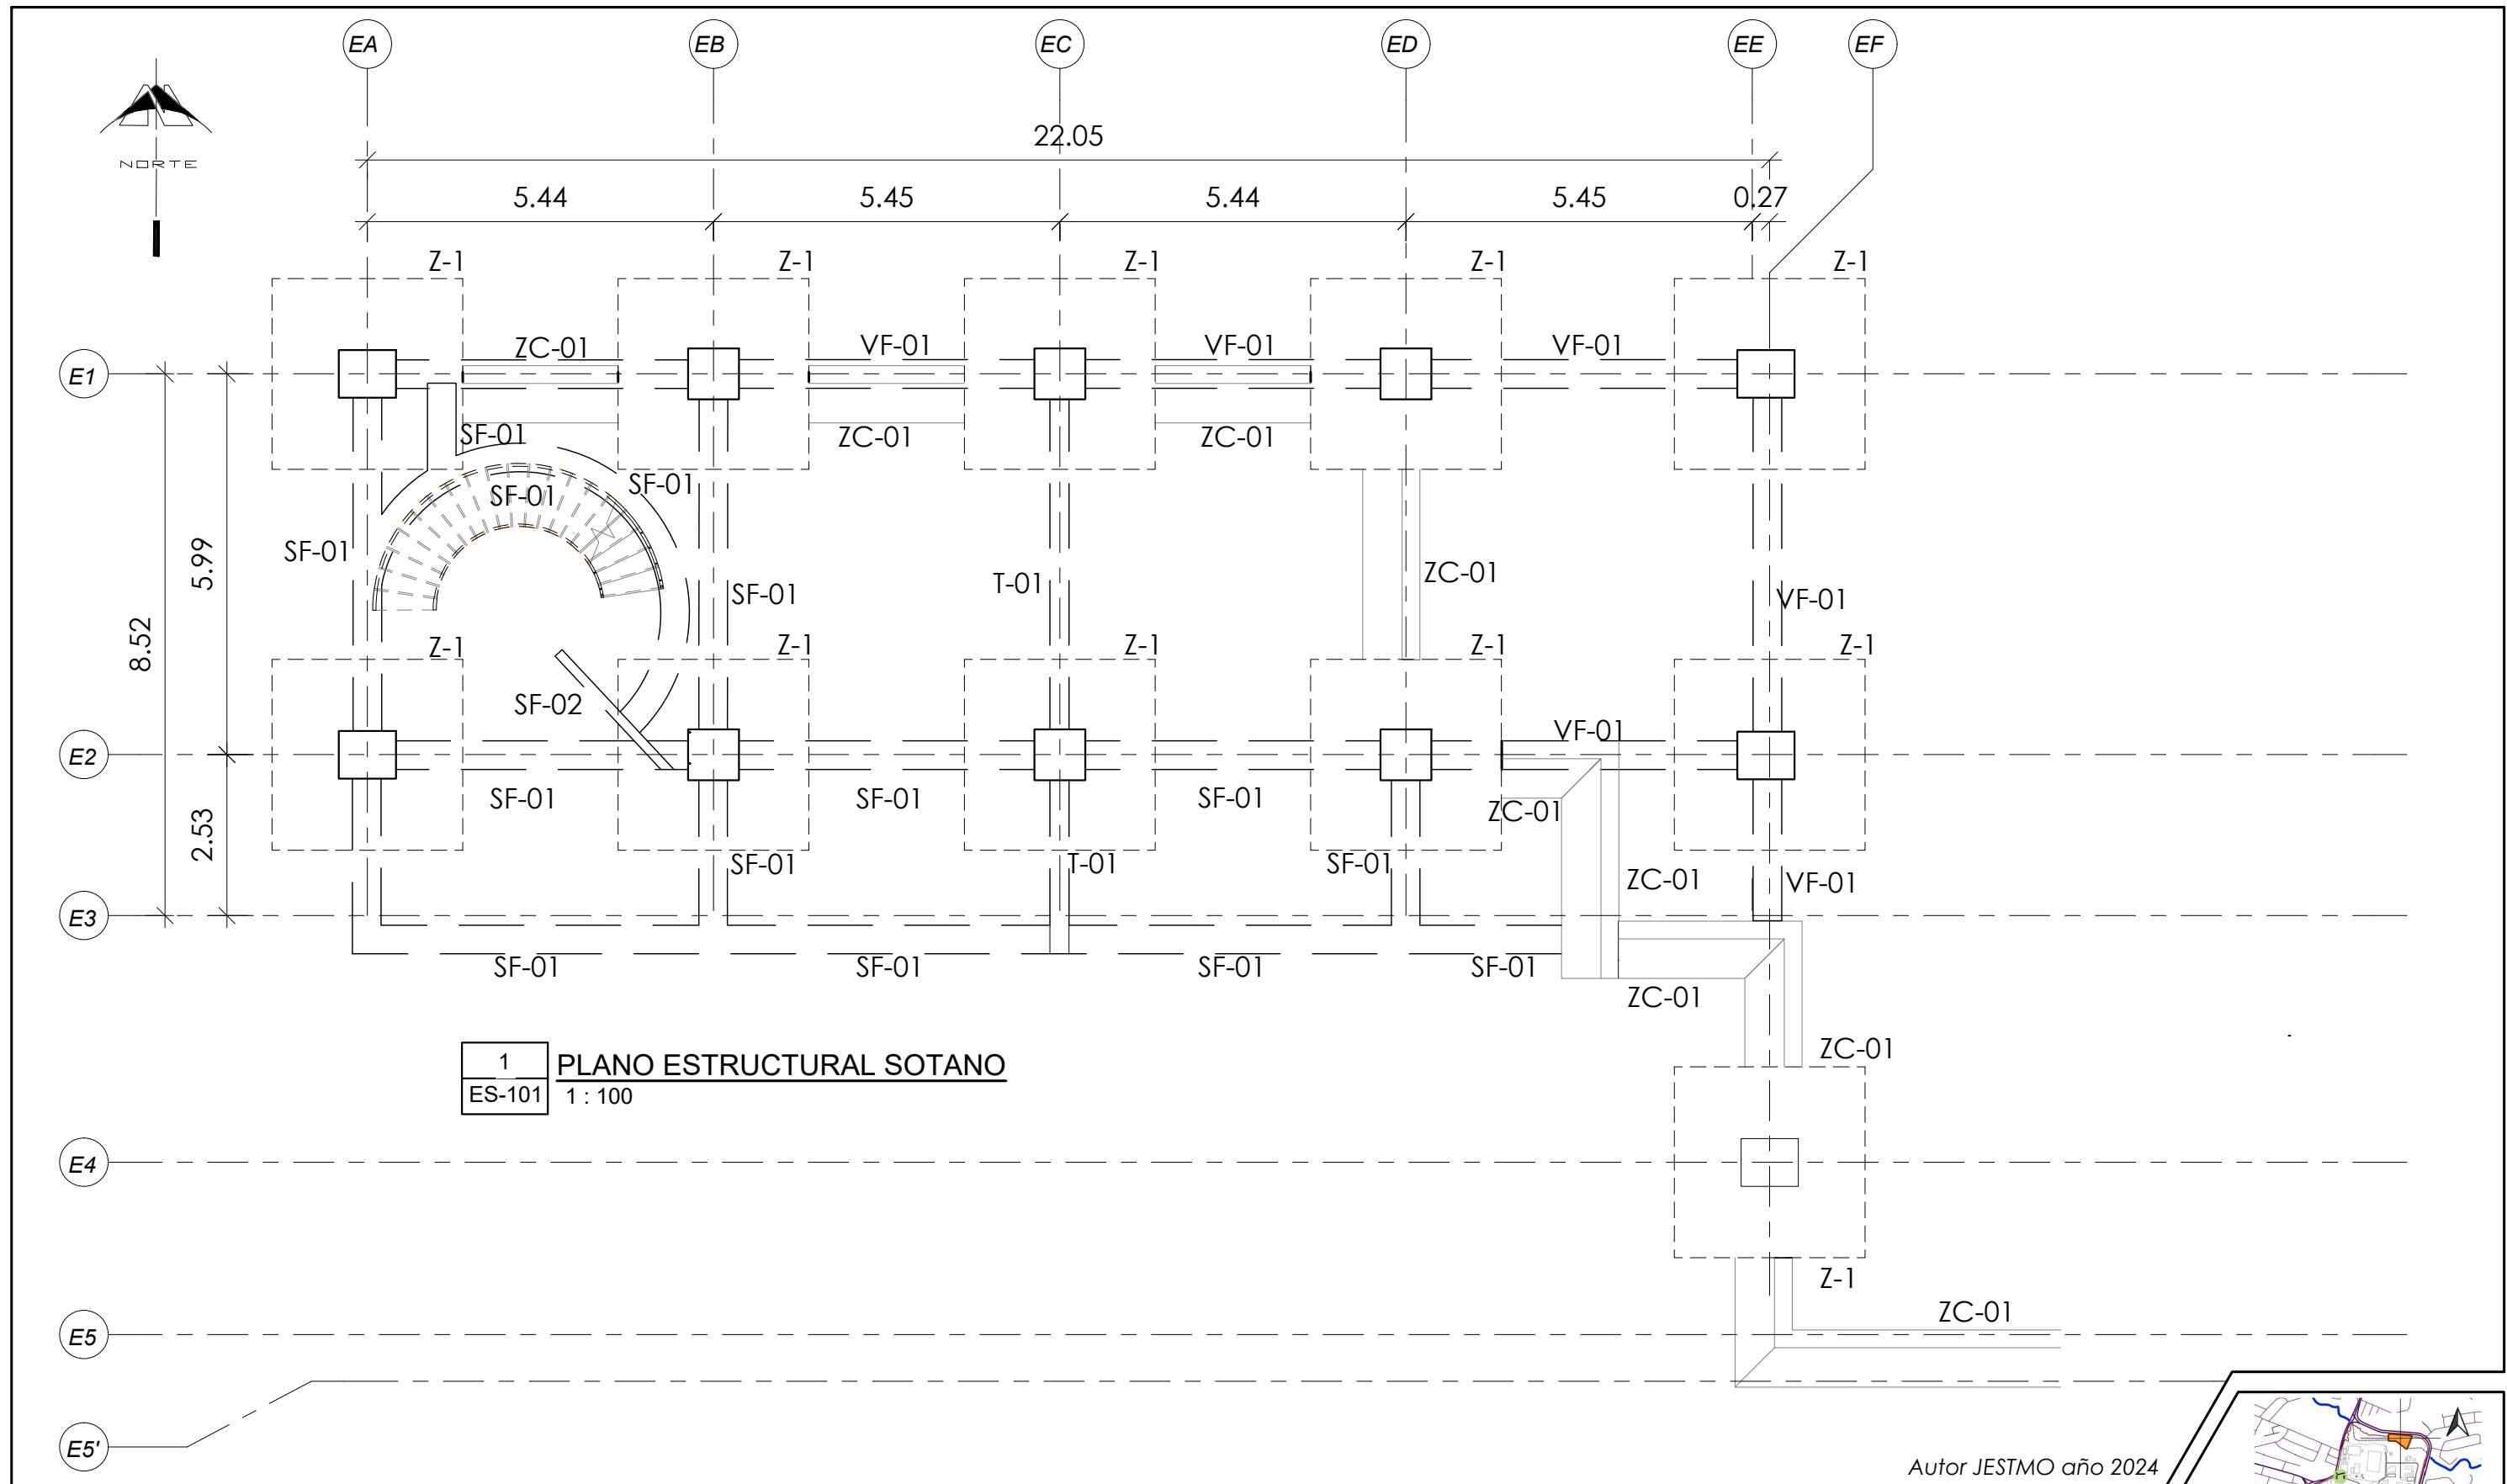 EA EB EC ED EE EF
22.05
5.44 5.45 5.44 5.45 0.27
NORTE
Z-1 Z-1 Z-1 Z-1 Z-1
E1
ZC-01 VF-01 VF-01 VF-01
SF-01 ZC-01 ZC-01
SF-01 SF-01
SF-01
5.99
ZC-01
T-01
SF-01
VF-01
8.52
Z-1 Z-1 Z-1 Z-1 Z-1
SF-02
VF-01
E2
SF-01 SF-01 SF-01
ZC-01
2.53
SF-01 T-01 SF-01
ZC-01 VF-01
E3
SF-01 SF-01 SF-01 SF-01
ZC-01
ZC-01
1
PLANO ESTRUCTURAL SOTANO
ES-101 1 : 100
E4
Z-1
ZC-01
E5
E5'
Autor JESTMO año 2024